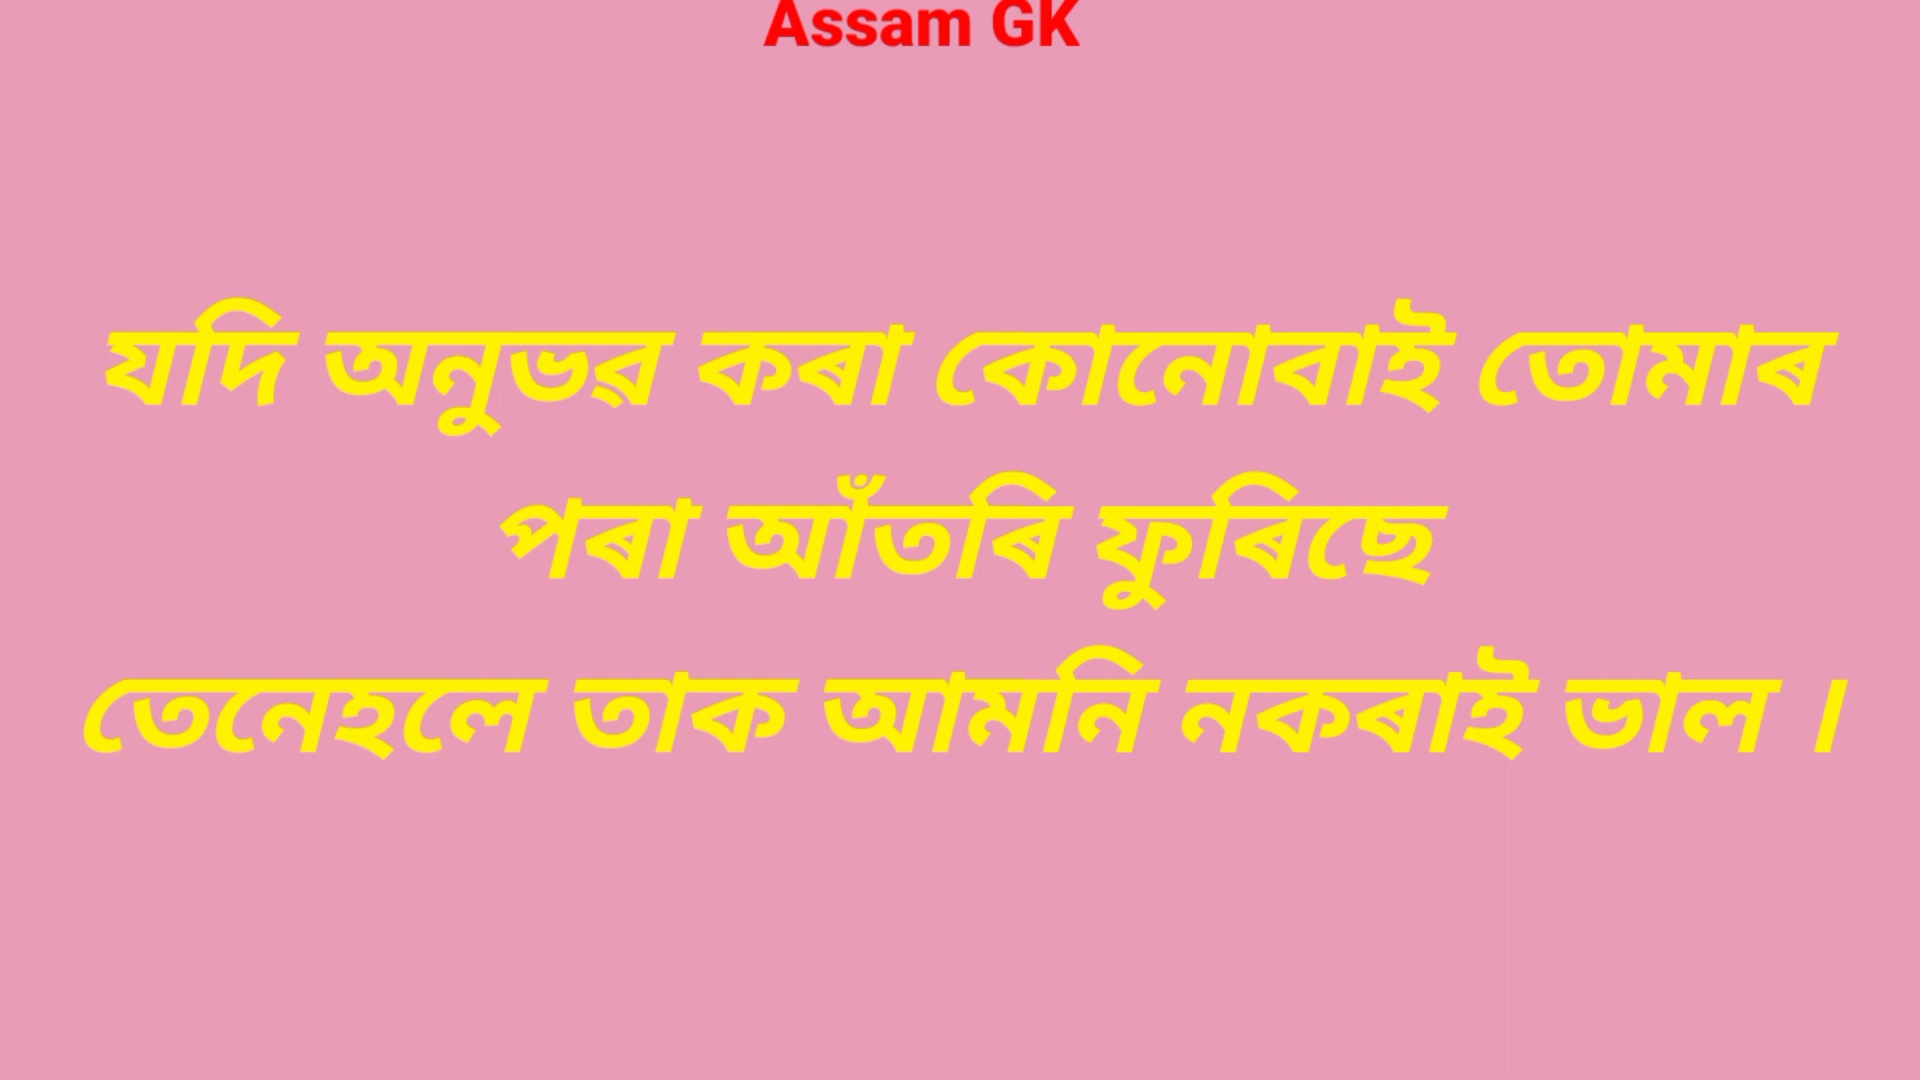 Assam GK
যদি অনুভৱ কৰা কোনোবাই তোমাৰ
পৰা আঁতৰি ফুৰিছে
তেনেহলে তাক আমনি নকৰাই ভাল ।